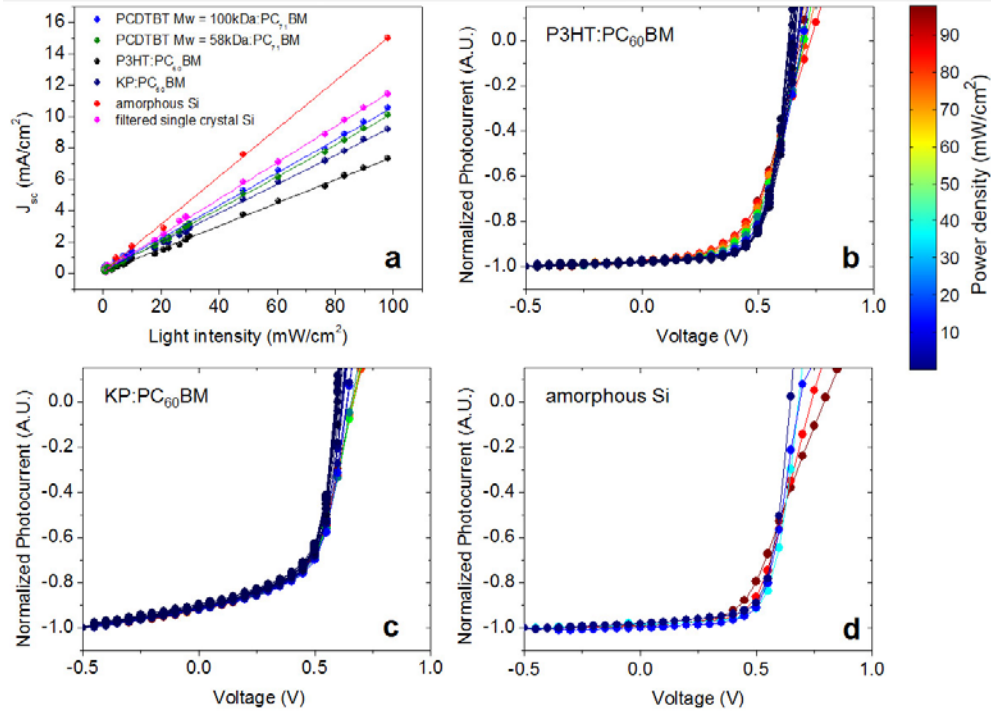 16
14
12
10
8
6
4
2
0
J_sc (mA/cm²)
PCDTBT Mw = 100kDa:PC₇₁BM
PCDTBT Mw = 58kDa:PC₇₁BM
P3HT:PC₆₀BM
KP:PC₆₀BM
amorphous Si
filtered single crystal Si
a
0 20 40 60 80 100
Light intensity (mW/cm²)
P3HT:PC₆₀BM
0.0
-0.2
-0.4
-0.6
-0.8
-1.0
Normalized Photocurrent (A.U.)
b
-0.5 0.0 0.5 1.0
Voltage (V)
90
80
70
60
50
40
30
20
10
Power density (mW/cm²)
KP:PC₆₀BM
0.0
-0.2
-0.4
-0.6
-0.8
-1.0
Normalized Photocurrent (A.U.)
c
-0.5 0.0 0.5 1.0
Voltage (V)
amorphous Si
0.0
-0.2
-0.4
-0.6
-0.8
-1.0
Normalized Photocurrent (A.U.)
d
-0.5 0.0 0.5 1.0
Voltage (V)